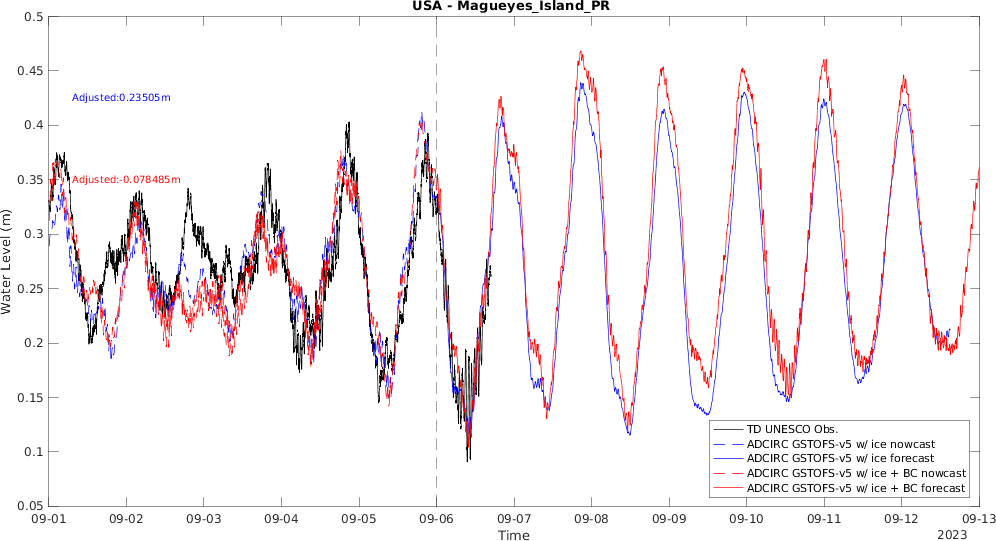 USA - Magueyes_Island_PR
0.5
0.45
0.4
0.35
0.3
0.25
0.2
0.15
0.1
0.05
Water Level (m)
Adjusted:0.23505m
Adjusted:-0.078485m
TD UNESCO Obs.
ADCIRC GSTOFS-v5 w/ ice nowcast
ADCIRC GSTOFS-v5 w/ ice forecast
ADCIRC GSTOFS-v5 w/ ice + BC nowcast
ADCIRC GSTOFS-v5 w/ ice + BC forecast
09-01 09-02 09-03 09-04 09-05 09-06 09-07 09-08 09-09 09-10 09-11 09-12 09-13
Time
2023